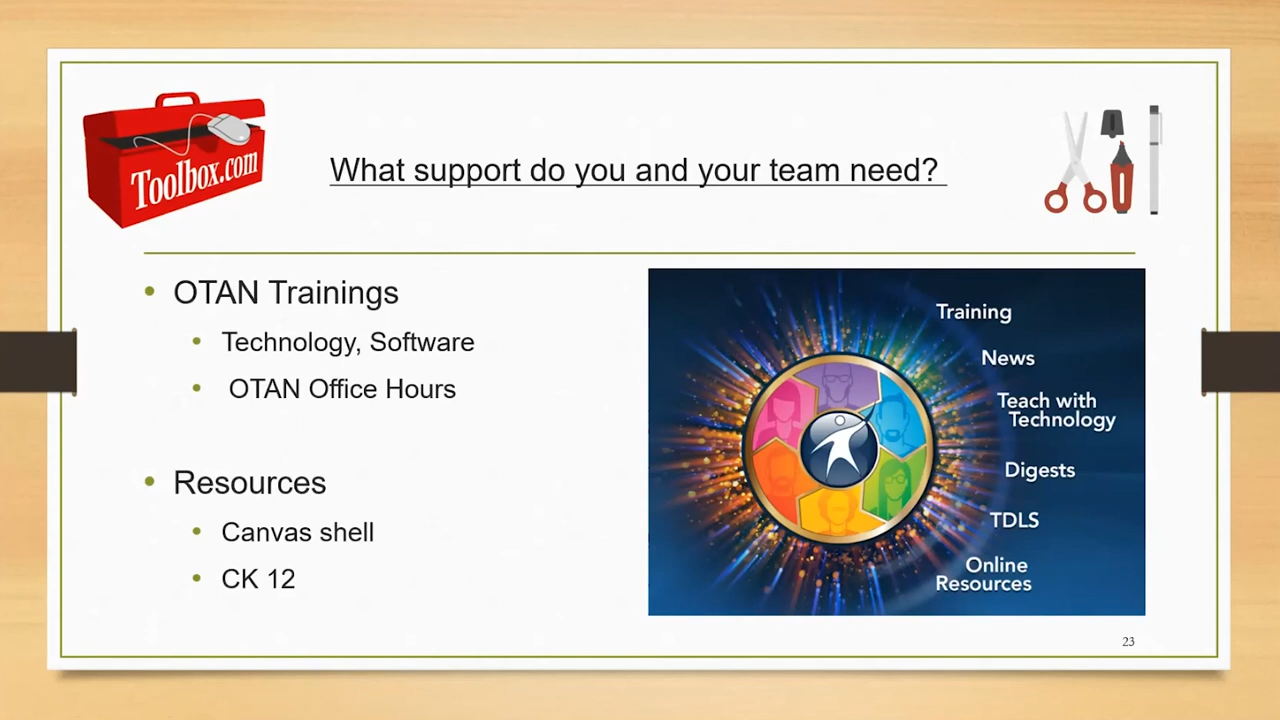 Toolbox.com
What support do you and your team need?
OTAN Trainings
Technology, Software
OTAN Office Hours
Resources
Canvas shell
CK 12
Training
News
Teach with
Technology
Digests
TDLS
Online
Resources
23